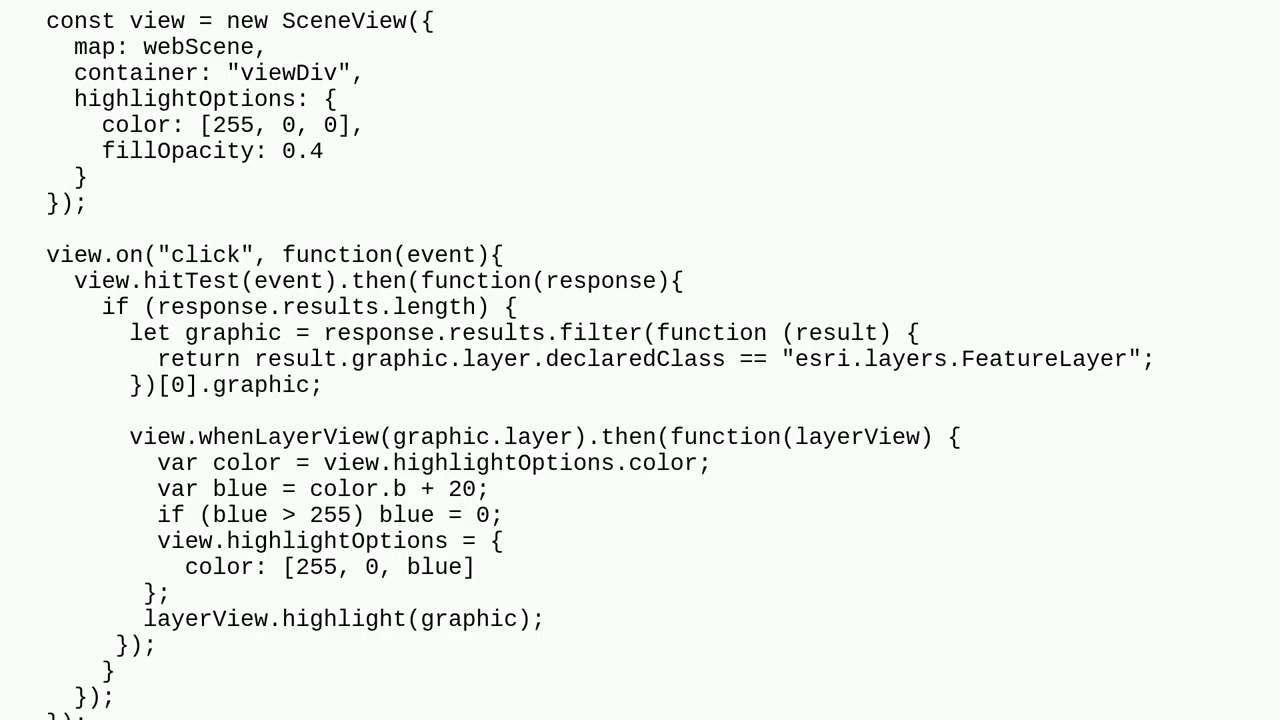 const view = new SceneView({
  map: webScene,
  container: "viewDiv",
  highlightOptions: {
    color: [255, 0, 0],
    fillOpacity: 0.4
  }
});

view.on("click", function(event){
  view.hitTest(event).then(function(response){
    if (response.results.length) {
      let graphic = response.results.filter(function (result) {
        return result.graphic.layer.declaredClass == "esri.layers.FeatureLayer";
      })[0].graphic;

      view.whenLayerView(graphic.layer).then(function(layerView) {
        var color = view.highlightOptions.color;
        var blue = color.b + 20;
        if (blue > 255) blue = 0;
        view.highlightOptions = {
          color: [255, 0, blue]
       };
       layerView.highlight(graphic);
     });
    }
  });
});